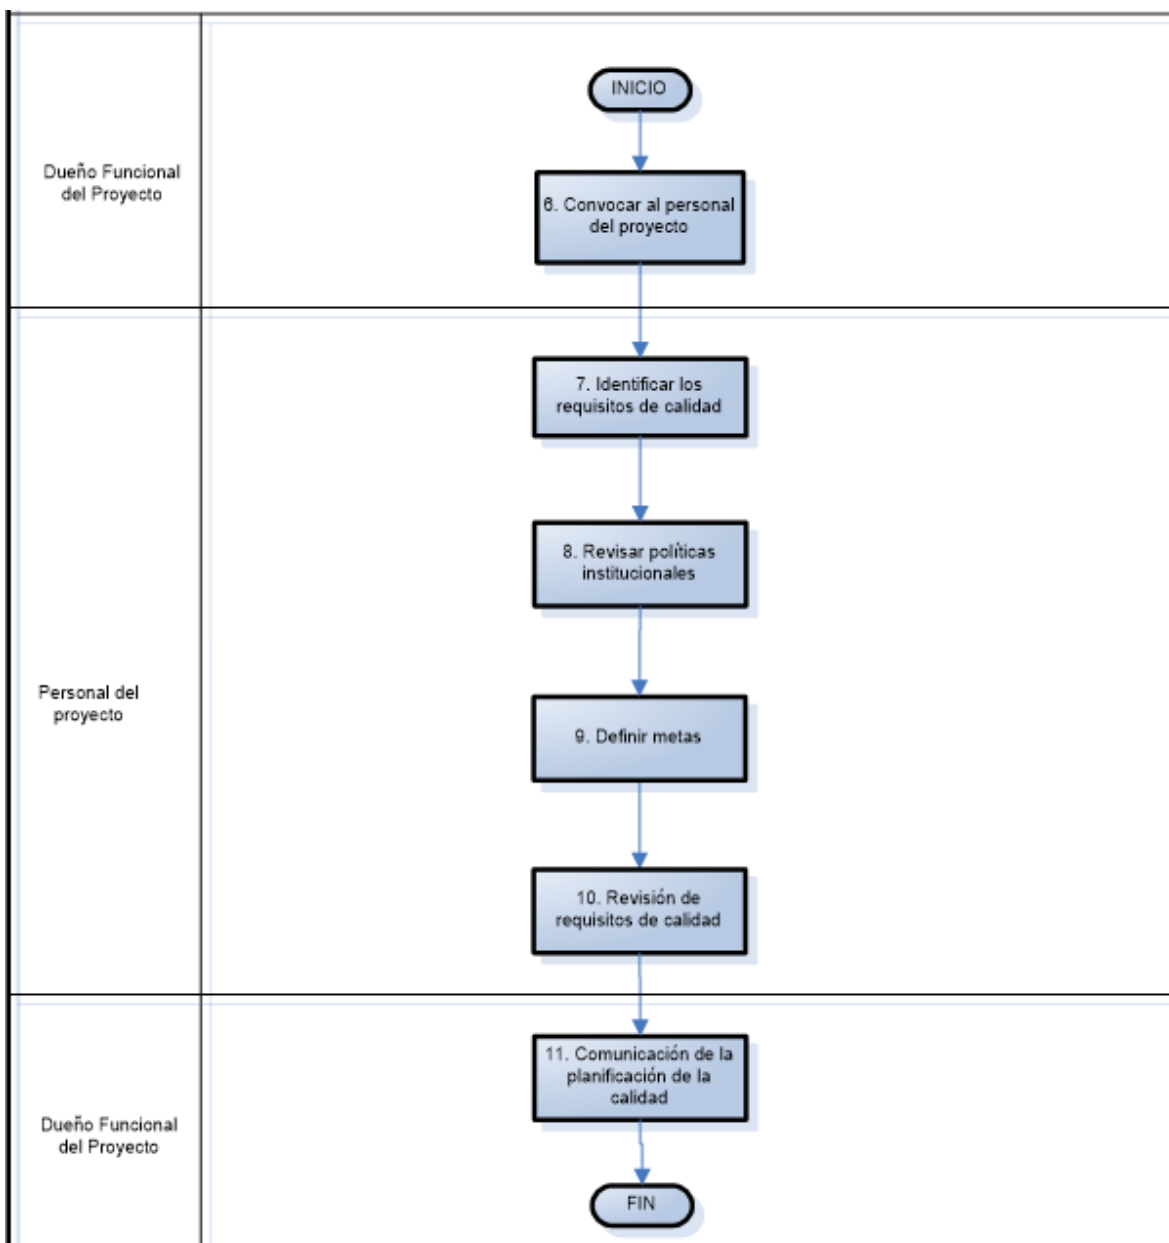 INICIO
Dueño Funcional
del Proyecto
6. Convocar al personal
del proyecto
7. Identificar los
requisitos de calidad
8. Revisar políticas
institucionales
Personal del
proyecto
9. Definir metas
10. Revisión de
requisitos de calidad
11. Comunicación de la
planificación de la
calidad
Dueño Funcional
del Proyecto
FIN